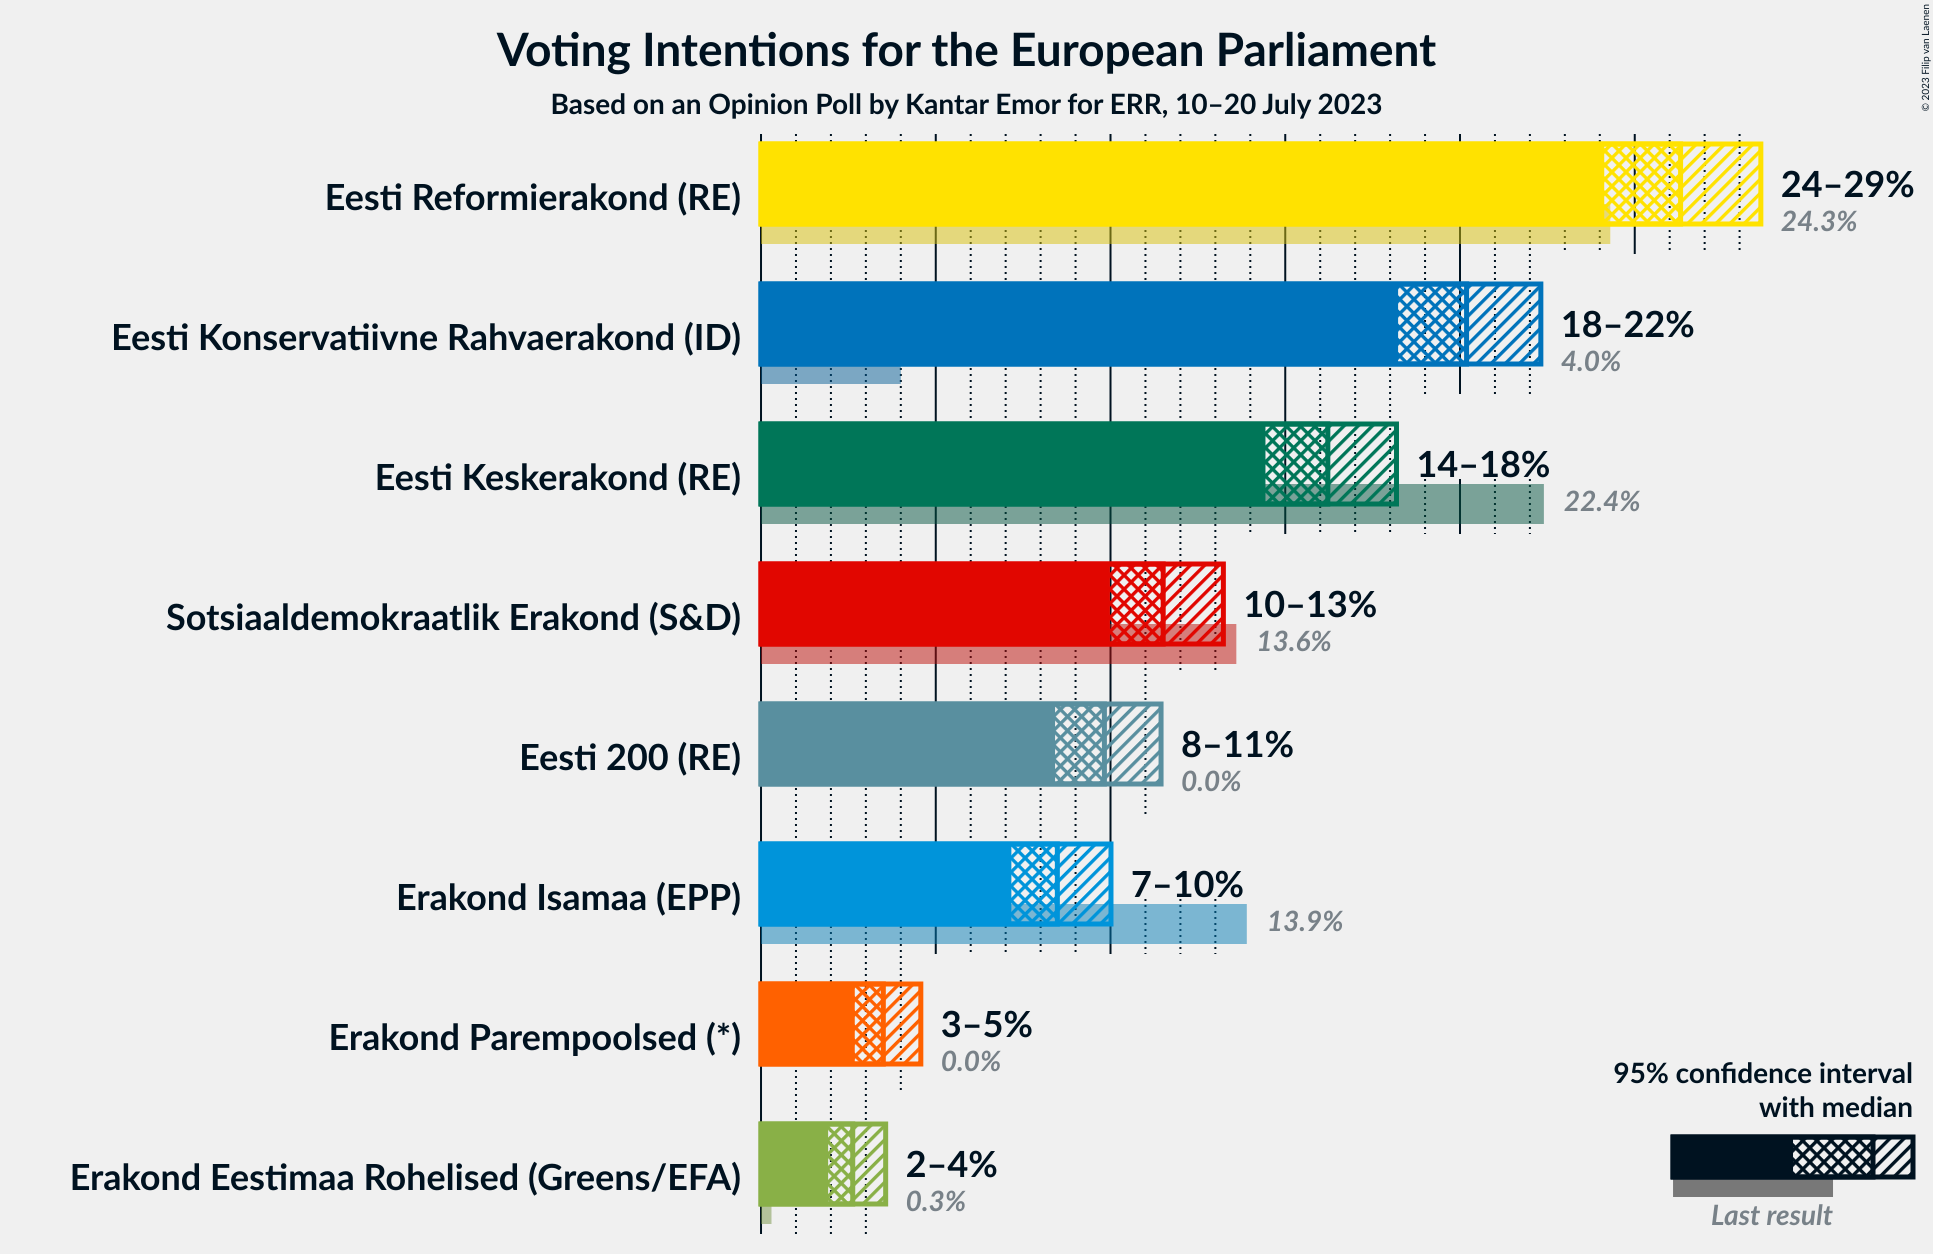 Voting Intentions for the European Parliament
Based on an Opinion Poll by Kantar Emor for ERR, 10–20 July 2023
© 2023 Filip van Laenen
Eesti Reformierakond (RE)
24–29%
24.3%
Eesti Konservatiivne Rahvaerakond (ID)
18–22%
4.0%
Eesti Keskerakond (RE)
14–18%
22.4%
Sotsiaaldemokraatlik Erakond (S&D)
10–13%
13.6%
Eesti 200 (RE)
8–11%
0.0%
Erakond Isamaa (EPP)
7–10%
13.9%
Erakond Parempoolsed (*)
3–5%
0.0%
Erakond Eestimaa Rohelised (Greens/EFA)
2–4%
0.3%
95% confidence interval
with median
Last result